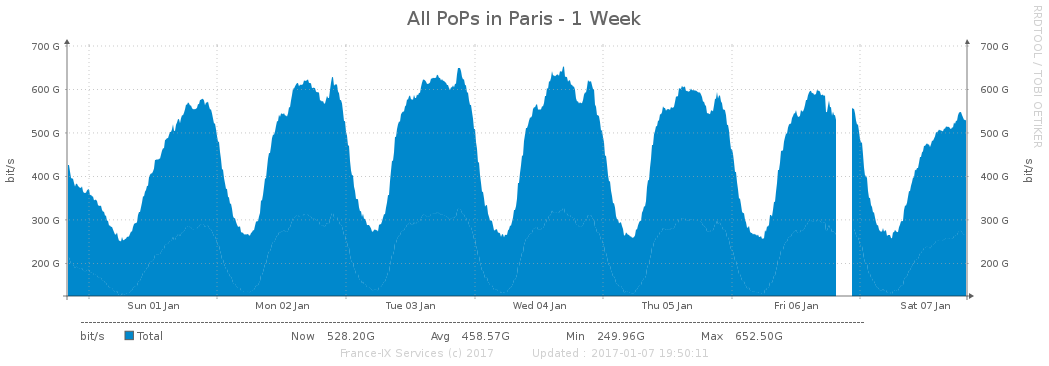 All PoPs in Paris - 1 Week
RRDTOOL / TOBI OETIKER
700 G 700 G
600 G 600 G
500 G 500 G
400 G 400 G
300 G 300 G
200 G 200 G
bit/s bit/s
Sun 01 Jan Mon 02 Jan Tue 03 Jan Wed 04 Jan Thu 05 Jan Fri 06 Jan Sat 07 Jan
bit/s Total Now 528.20G Avg 458.57G Min 249.96G Max 652.50G
France-IX Services (c) 2017 Updated : 2017-01-07 19:50:11